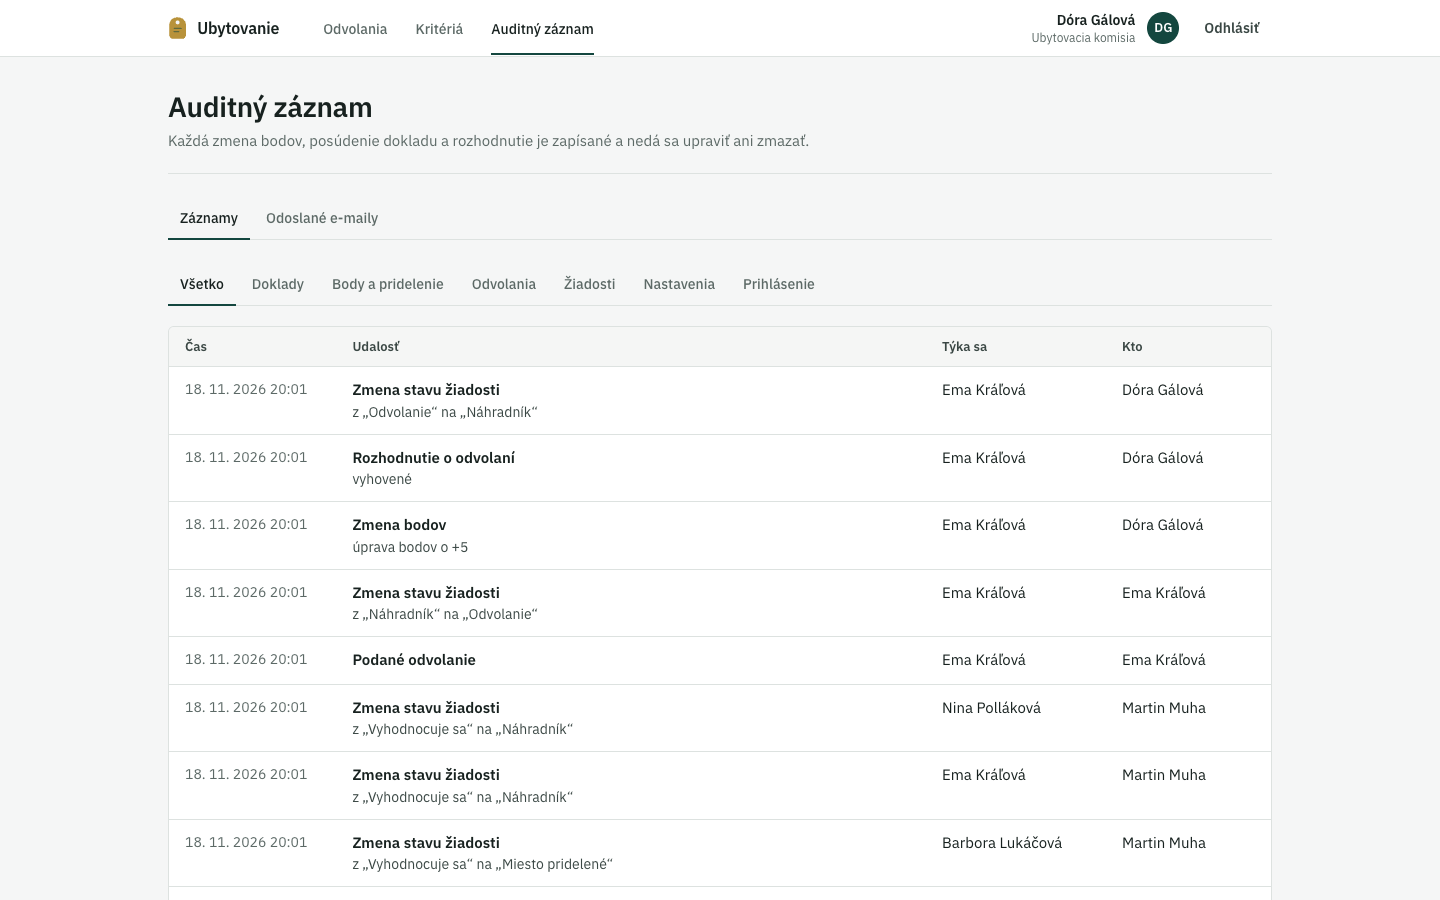 Ubytovanie
Odvolania
Kritériá
Auditný záznam
Dóra Gálová
Ubytovacia komisia
DG
Odhlásiť
Auditný záznam
Každá zmena bodov, posúdenie dokladu a rozhodnutie je zapísané a nedá sa upraviť ani zmazať.
Záznamy
Odoslané e-maily
Všetko
Doklady
Body a pridelenie
Odvolania
Žiadosti
Nastavenia
Prihlásenie
Čas Udalosť Týka sa Kto
18. 11. 2026 20:01 Zmena stavu žiadosti Ema Kráľová Dóra Gálová
z „Odvolanie“ na „Náhradník“
18. 11. 2026 20:01 Rozhodnutie o odvolaní Ema Kráľová Dóra Gálová
vyhovené
18. 11. 2026 20:01 Zmena bodov Ema Kráľová Dóra Gálová
úprava bodov o +5
18. 11. 2026 20:01 Zmena stavu žiadosti Ema Kráľová Ema Kráľová
z „Náhradník“ na „Odvolanie“
18. 11. 2026 20:01 Podané odvolanie Ema Kráľová Ema Kráľová
18. 11. 2026 20:01 Zmena stavu žiadosti Nina Polláková Martin Muha
z „Vyhodnocuje sa“ na „Náhradník“
18. 11. 2026 20:01 Zmena stavu žiadosti Ema Kráľová Martin Muha
z „Vyhodnocuje sa“ na „Náhradník“
18. 11. 2026 20:01 Zmena stavu žiadosti Barbora Lukáčová Martin Muha
z „Vyhodnocuje sa“ na „Miesto pridelené“